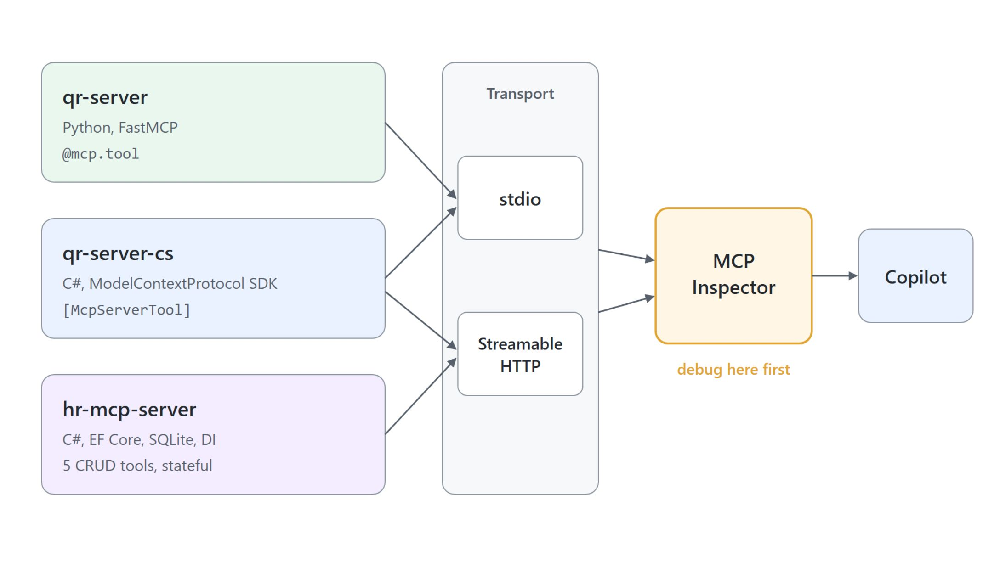 qr-server
Python, FastMCP
@mcp.tool
qr-server-cs
C#, ModelContextProtocol SDK
[McpServerTool]
hr-mcp-server
C#, EF Core, SQLite, DI
5 CRUD tools, stateful
Transport
stdio
Streamable
HTTP
MCP
Inspector
debug here first
Copilot